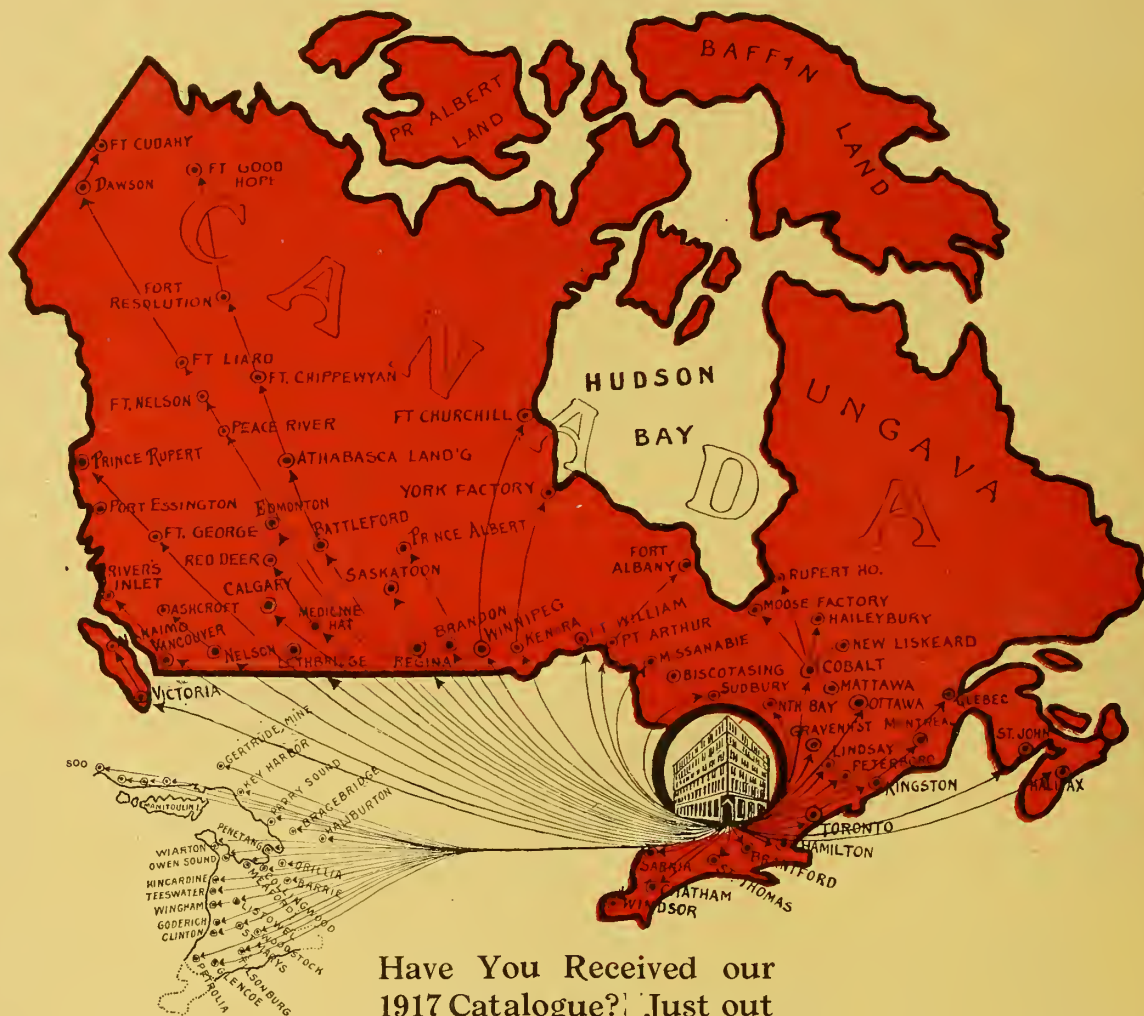 BAFFIN
LAND
PR ALBERT
LAND
FT CUDAHY
FT GOOD
HOPE
DAWSON
CANADA
FORT
RESOLUTION
FT LIARD
FT. CHIPPEWYAN
HUDSON
BAY
UNGAVA
FT. NELSON
FT CHURCHILL
PEACE RIVER
PRINCE RUPERT
ATHABASCA LAND'G
YORK FACTORY
PORT ESSINGTON
EDMONTON
FT. GEORGE
BATTLEFORD
PRINCE ALBERT
RED DEER
FORT
ALBANY
RUPERT HO.
RIVER'S
INLET
CALGARY
SASKATOON
ASHCROFT
MEDICINE
HAT
MOOSE FACTORY
HAILEYBURY
NANAIMO
VANCOUVER
NELSON
LETHBRIDGE
REGINA
BRANDON
WINNIPEG
KENORA
FT WILLIAM
PT ARTHUR
MISSANABIE
NEW LISKEARD
COBALT
BISCOTASING
SUDBURY
MATTAWA
NTH BAY
OTTAWA
QUEBEC
VICTORIA
GRAVENHST
MONTREAL
ST. JOHN
LINDSAY
PETERBORO
KINGSTON
HALIFAX
TORONTO
HAMILTON
BRANTFORD
SARNIA
ST. THOMAS
CHATHAM
WINDSOR
SOO
GERTRUDE, MINE
KEY HARBOR
MANITOULIN I
PARRY SOUND
BRACEBRIDGE
HALIBURTON
PENETANG
WIARTON
OWEN SOUND
ORILLIA
BARRIE
COLLINGWOOD
MEAFORD
KINCARDINE
TEESWATER
WINGHAM
LISTOWEL
GODERICH
CLINTON
WOODSTOCK
ST MARYS
TILSONBURG
GLENCOE
PETROLIA
Have You Received our
1917 Catalogue? Just out